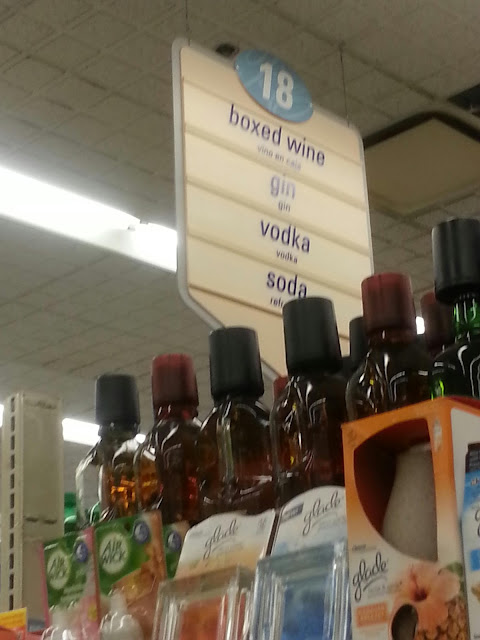 18
boxed wine
vino en caja
gin
gin
vodka
vodka
soda
glade
glade
Air
Wick
glade